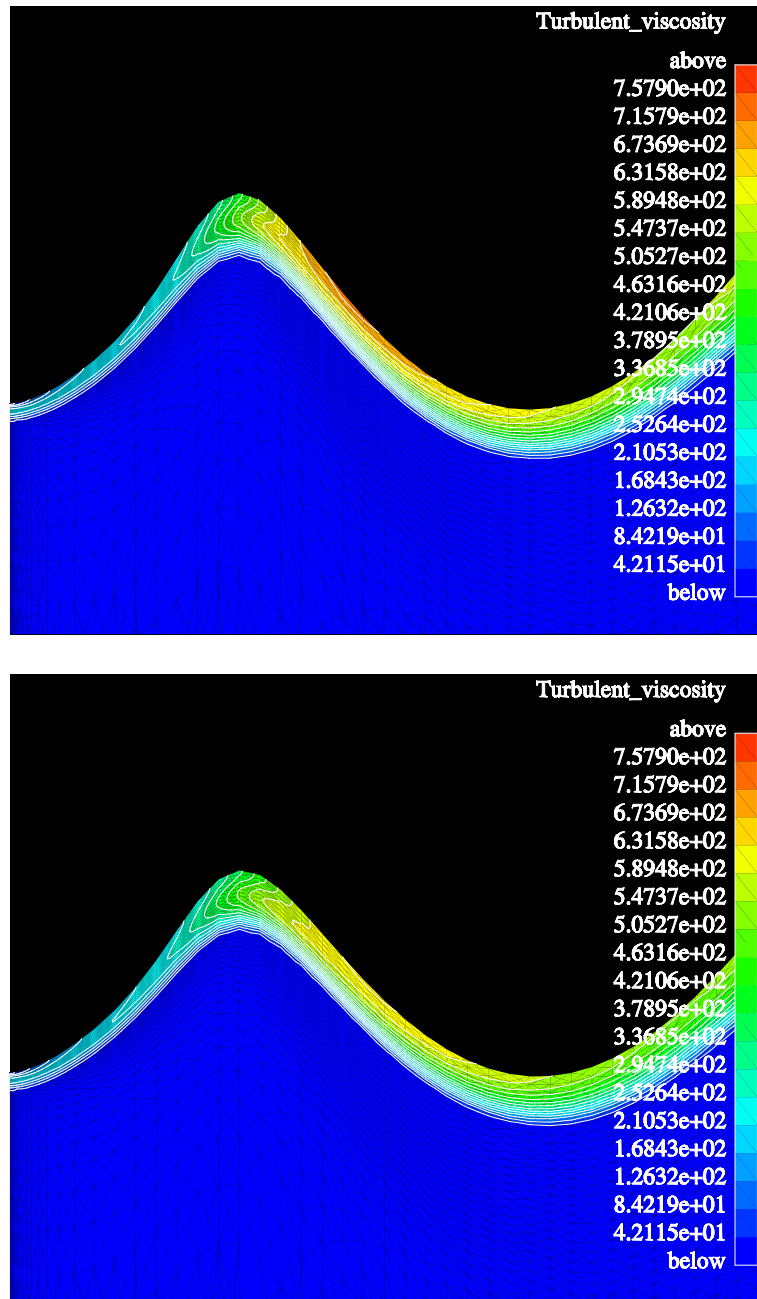 Turbulent_viscosity
above
7.5790e+02
7.1579e+02
6.7369e+02
6.3158e+02
5.8948e+02
5.4737e+02
5.0527e+02
4.6316e+02
4.2106e+02
3.7895e+02
3.3685e+02
2.9474e+02
2.5264e+02
2.1053e+02
1.6843e+02
1.2632e+02
8.4219e+01
4.2115e+01
below
Turbulent_viscosity
above
7.5790e+02
7.1579e+02
6.7369e+02
6.3158e+02
5.8948e+02
5.4737e+02
5.0527e+02
4.6316e+02
4.2106e+02
3.7895e+02
3.3685e+02
2.9474e+02
2.5264e+02
2.1053e+02
1.6843e+02
1.2632e+02
8.4219e+01
4.2115e+01
below